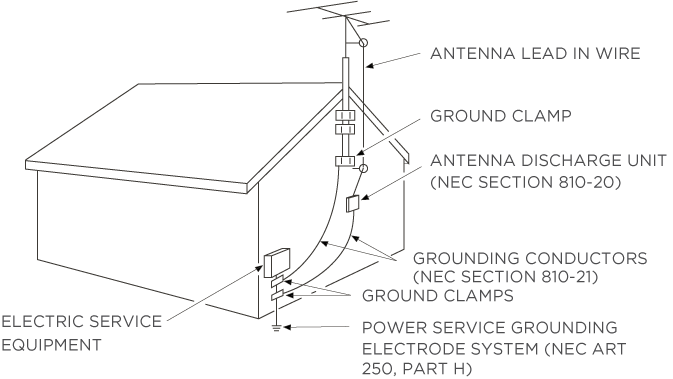 ANTENNA LEAD IN WIRE
GROUND CLAMP
ANTENNA DISCHARGE UNIT
(NEC SECTION 810-20)
GROUNDING CONDUCTORS
(NEC SECTION 810-21)
GROUND CLAMPS
ELECTRIC SERVICE
EQUIPMENT
POWER SERVICE GROUNDING
ELECTRODE SYSTEM (NEC ART
250, PART H)